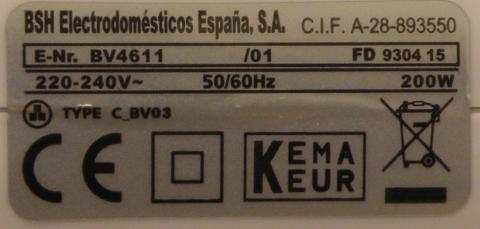 BSH Electrodomésticos España, S.A. C.I.F. A-28-893550
E-Nr. BV4611 /01 FD 9304 15
220-240V~ 50/60Hz 200W
TYPE C_BV03
CE KEMA
KEUR